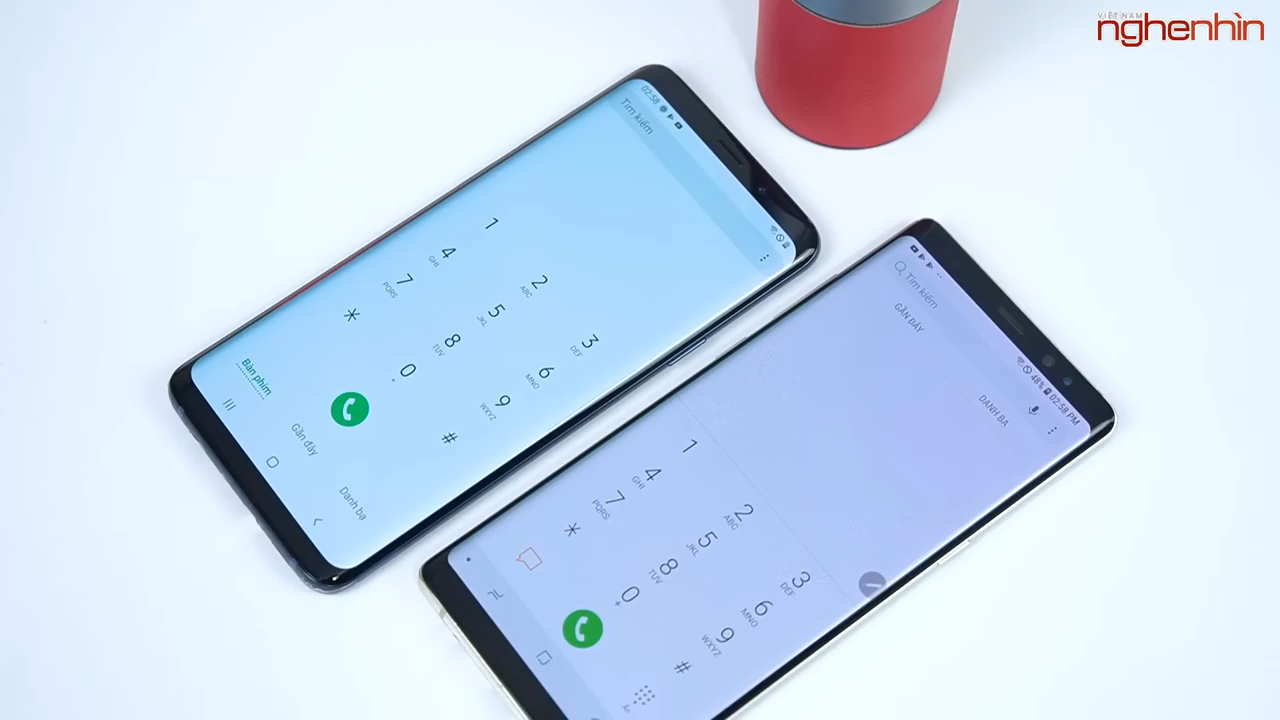 VIỆT NAM
nghenhìn
02:58
Tìm kiếm
1
2 ABC
3 DEF
4 GHI
5 JKL
6 MNO
7 PQRS
8 TUV
9 WXYZ
*
0
#
Bàn phím
Gần đây
Danh bạ
48% 02:58 PM
Tìm kiếm
GẦN ĐÂY
DANH BẠ
1
2 ABC
3 DEF
4 GHI
5 JKL
6 MNO
7 PQRS
8 TUV
9 WXYZ
*
0 +
#
Ẩn